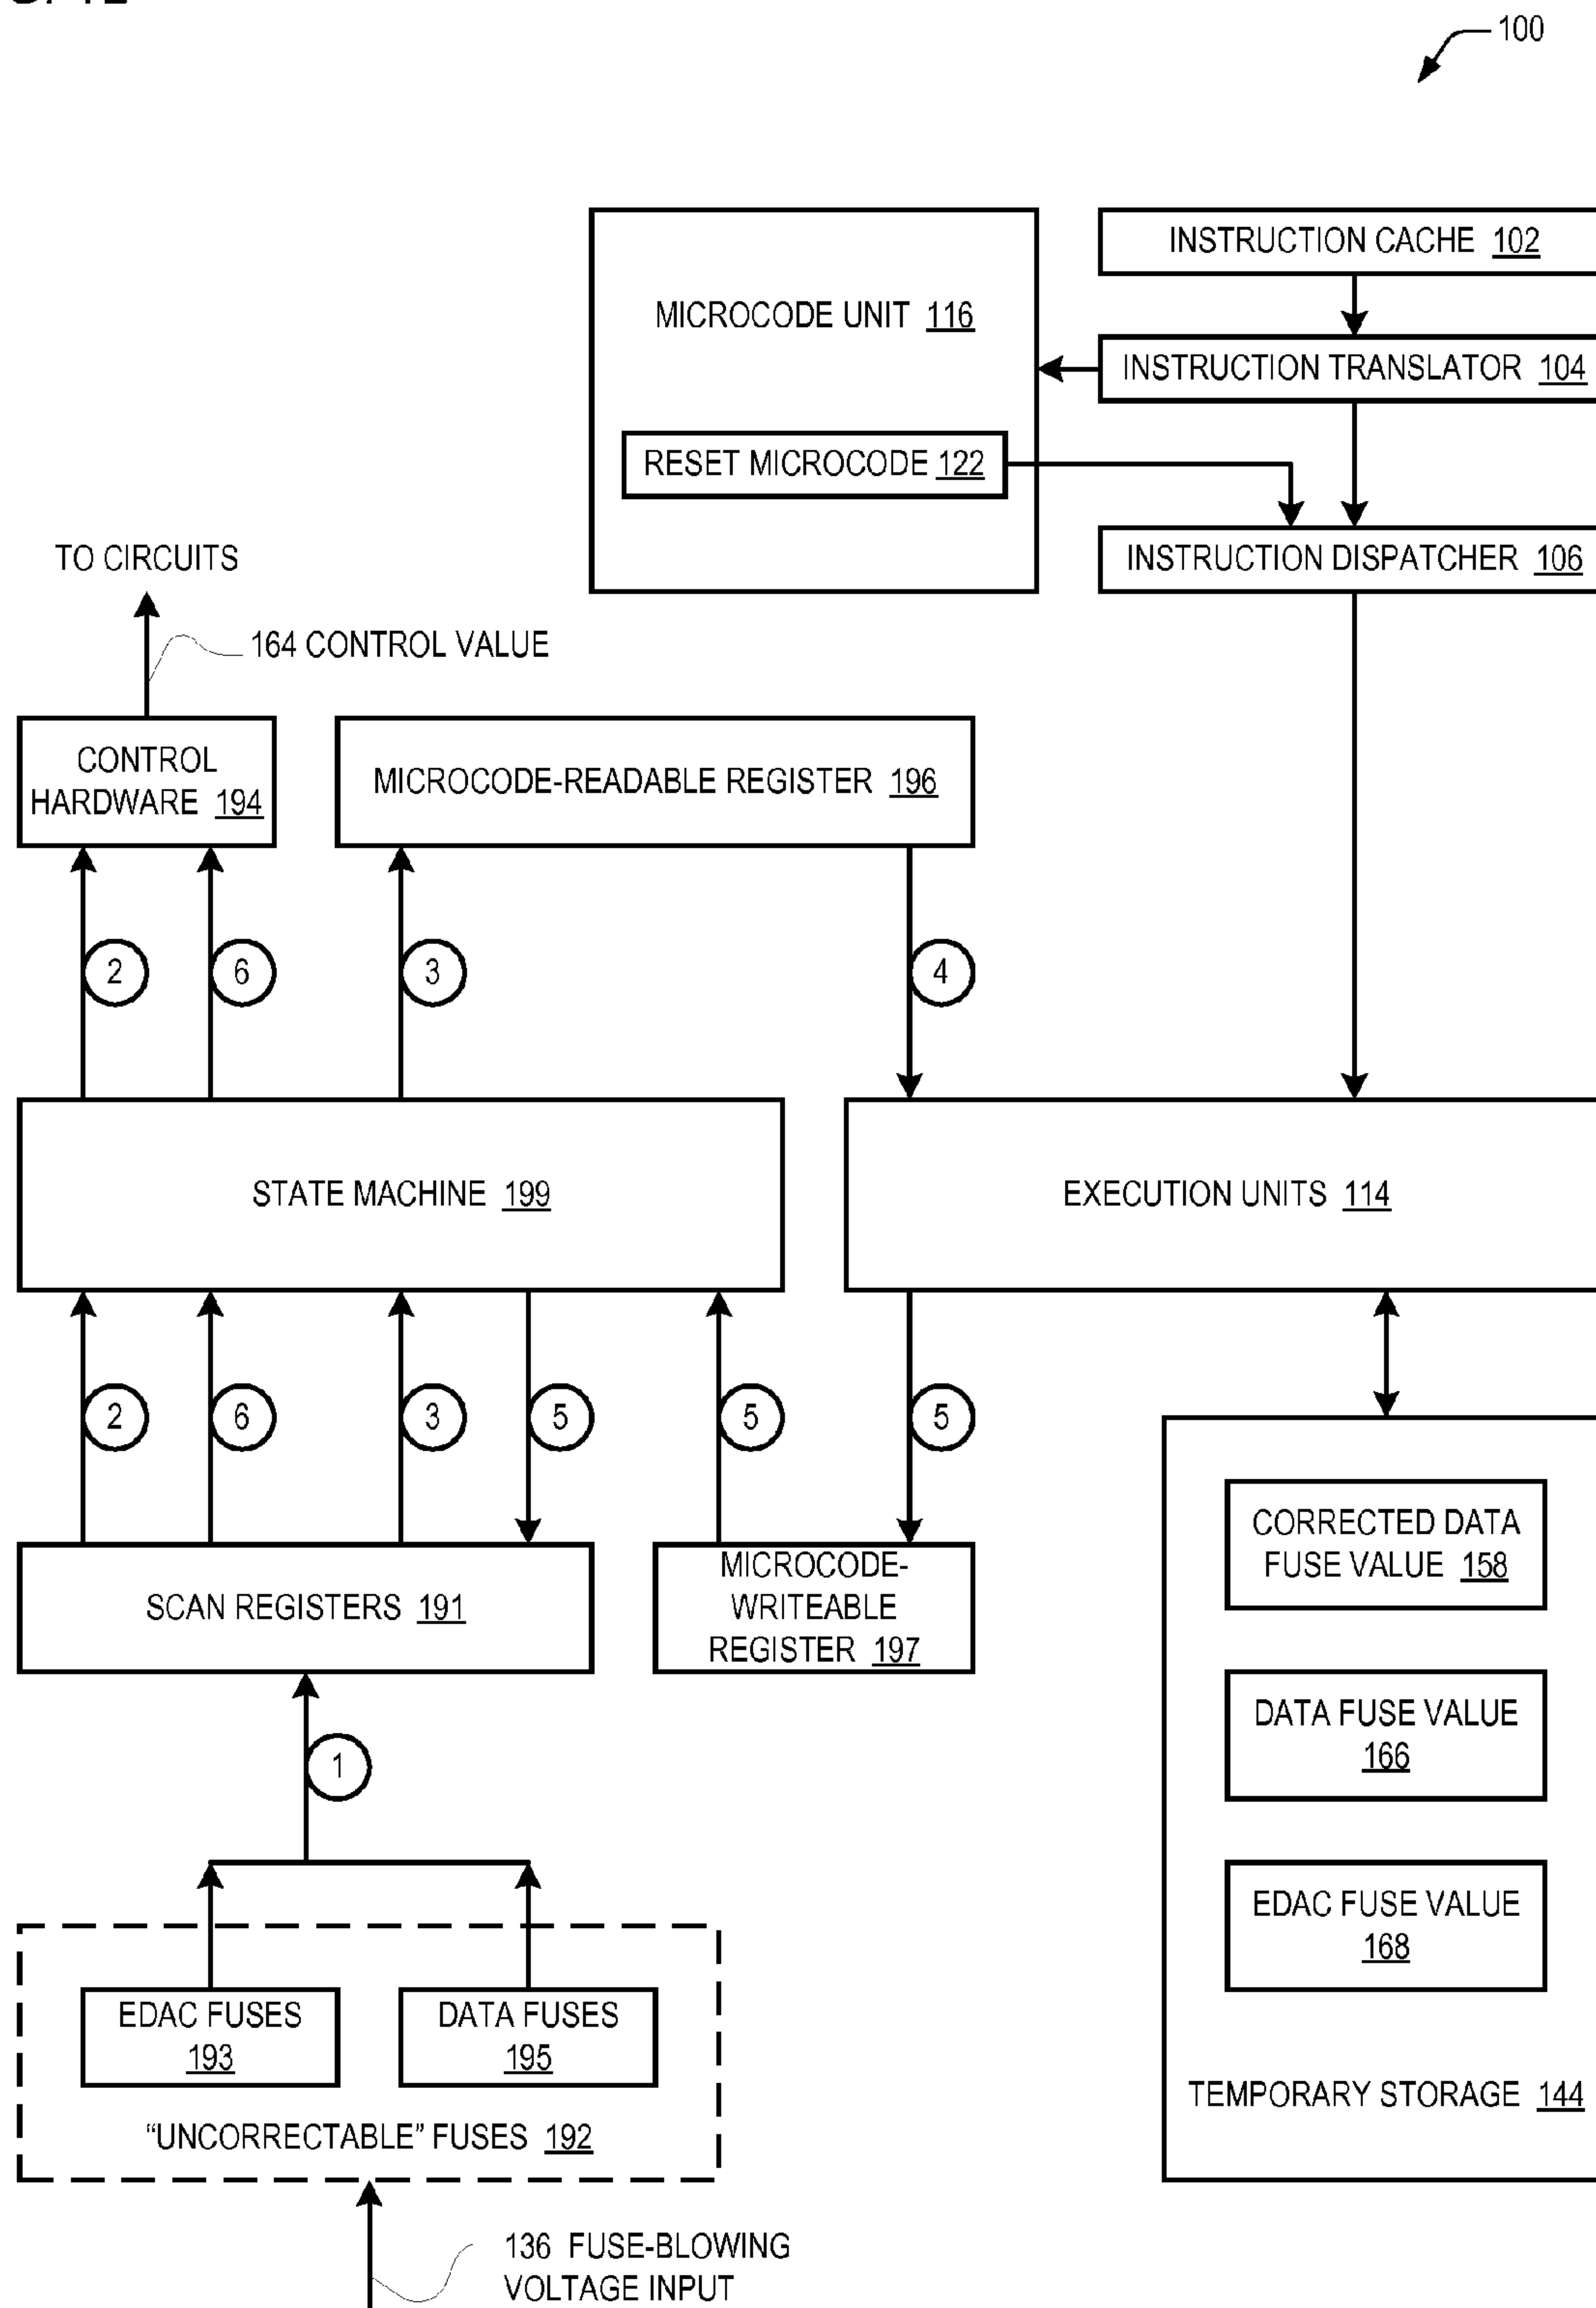 100
INSTRUCTION CACHE 102
MICROCODE UNIT 116
INSTRUCTION TRANSLATOR 104
RESET MICROCODE 122
INSTRUCTION DISPATCHER 106
TO CIRCUITS
164 CONTROL VALUE
CONTROL
HARDWARE 194
MICROCODE-READABLE REGISTER 196
2
6
3
4
STATE MACHINE 199
EXECUTION UNITS 114
2
6
3
5
5
5
CORRECTED DATA
FUSE VALUE 158
SCAN REGISTERS 191
MICROCODE-
WRITEABLE
REGISTER 197
DATA FUSE VALUE
166
1
EDAC FUSE VALUE
168
EDAC FUSES
193
DATA FUSES
195
TEMPORARY STORAGE 144
“UNCORRECTABLE” FUSES 192
136 FUSE-BLOWING
VOLTAGE INPUT